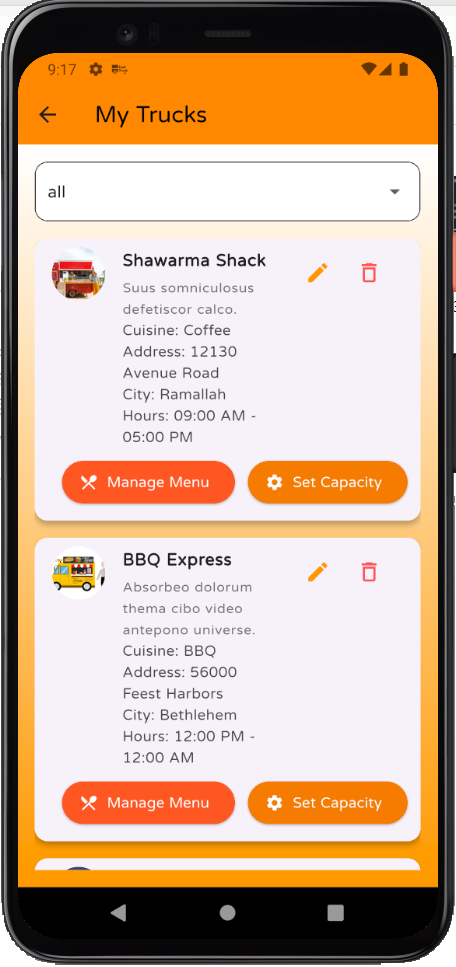 9:17
My Trucks
all
Shawarma Shack
Suus somniculosus
defetiscor calco.
Cuisine: Coffee
Address: 12130
Avenue Road
City: Ramallah
Hours: 09:00 AM -
05:00 PM
Manage Menu
Set Capacity
BBQ Express
Absorbeo dolorum
thema cibo video
antepono universe.
Cuisine: BBQ
Address: 56000
Feest Harbors
City: Bethlehem
Hours: 12:00 PM -
12:00 AM
Manage Menu
Set Capacity